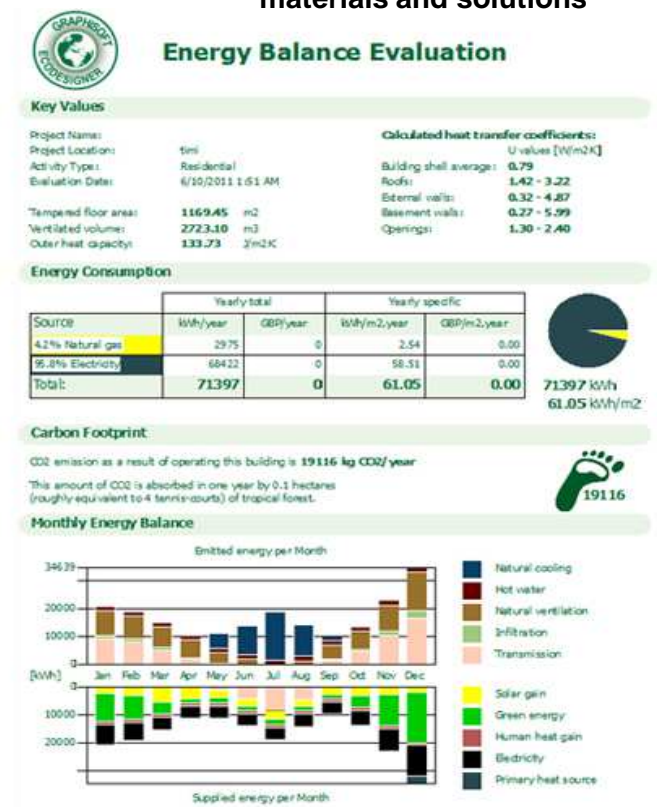 materials and solutions
GRAPHISOFT
ECODESIGNER
Energy Balance Evaluation
Key Values
Project Name:
Project Location: timi
Activity Type: Residential
Evaluation Date: 6/10/2011 1:51 AM
Tempered floor area: 1169.45 m2
Ventilated volume: 2723.10 m3
Outer heat capacity: 133.73 J/m2K
Calculated heat transfer coefficients:
U values [W/m2K]
Building shell average: 0.79
Roofs: 1.42 - 3.22
External walls: 0.32 - 4.87
Basement walls: 0.27 - 5.99
Openings: 1.30 - 2.40
Energy Consumption
Yearly total Yearly specific
Source kWh/year GBP/year kWh/m2.year GBP/m2.year
4.2% Natural gas 2975 0 2.54 0.00
95.8% Electricity 68422 0 58.51 0.00
Total: 71397 0 61.05 0.00
71397 kWh
61.05 kWh/m2
Carbon Footprint
CO2 emission as a result of operating this building is 19116 kg CO2/year
This amount of CO2 is absorbed in one year by 0.1 hectares
(roughly equivalent to 4 tennis-courts) of tropical forest.
19116
Monthly Energy Balance
Emitted energy per Month
34639
20000
10000
0
[kWh] Jan Feb Mar Apr May Jun Jul Aug Sep Oct Nov Dec
0
10000
20000
Supplied energy per Month
Natural cooling
Hot water
Natural ventilation
Infiltration
Transmission
Solar gain
Green energy
Human heat gain
Electricity
Primary heat source